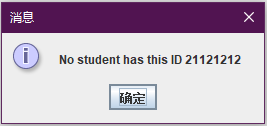 消息
No student has this ID 21121212
确定